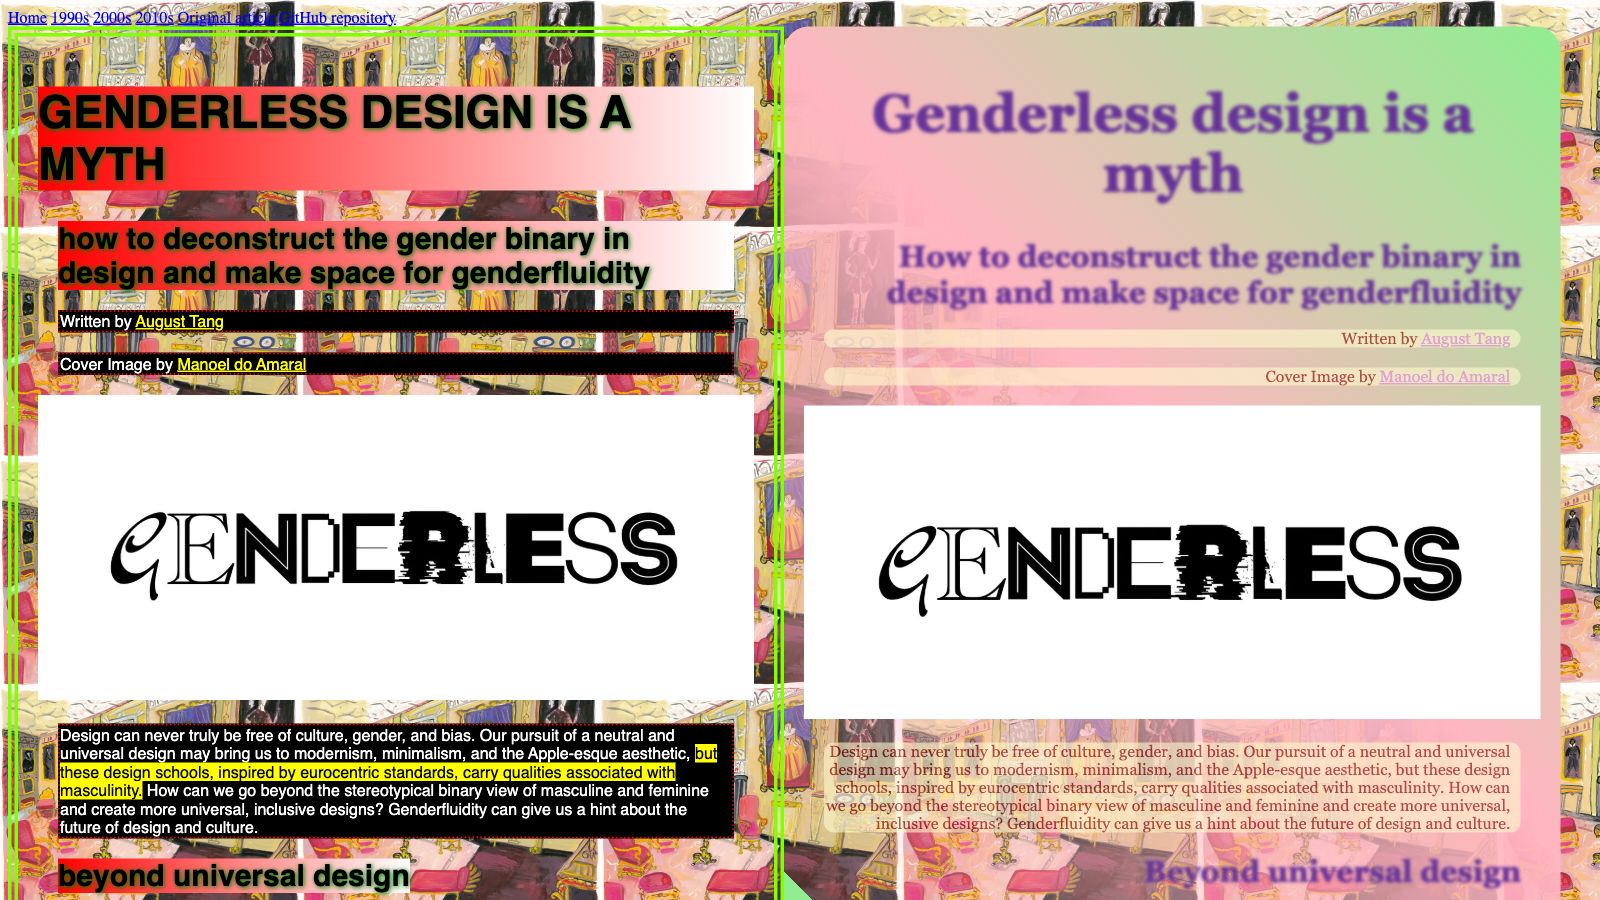 Home 1990s 2000s 2010s Original article GitHub repository
GENDERLESS DESIGN IS A
MYTH
how to deconstruct the gender binary in
design and make space for genderfluidity
Written by August Tang
Cover Image by Manoel do Amaral
GENDERLESS
Design can never truly be free of culture, gender, and bias. Our pursuit of a neutral and
universal design may bring us to modernism, minimalism, and the Apple-esque aesthetic, but
these design schools, inspired by eurocentric standards, carry qualities associated with
masculinity. How can we go beyond the stereotypical binary view of masculine and feminine
and create more universal, inclusive designs? Genderfluidity can give us a hint about the
future of design and culture.
beyond universal design
Genderless design is a
myth
How to deconstruct the gender binary in
design and make space for genderfluidity
Written by August Tang
Cover Image by Manoel do Amaral
GENDERLESS
Design can never truly be free of culture, gender, and bias. Our pursuit of a neutral and universal
design may bring us to modernism, minimalism, and the Apple-esque aesthetic, but these design
schools, inspired by eurocentric standards, carry qualities associated with masculinity. How can
we go beyond the stereotypical binary view of masculine and feminine and create more universal,
inclusive designs? Genderfluidity can give us a hint about the future of design and culture.
Beyond universal design